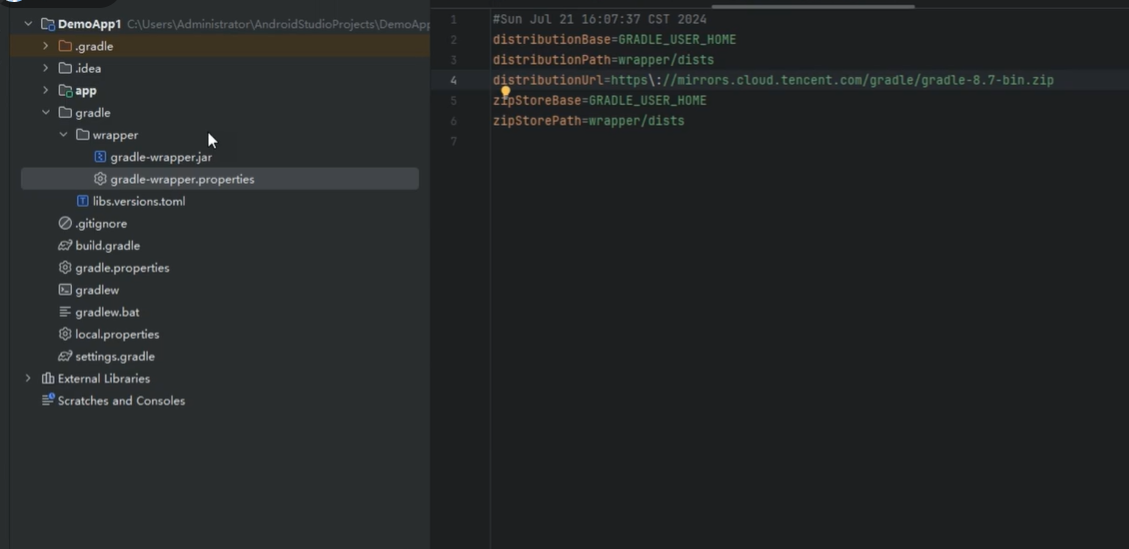 DemoApp1 C:\Users\Administrator\AndroidStudioProjects\DemoApp
.gradle
.idea
app
gradle
wrapper
gradle-wrapper.jar
gradle-wrapper.properties
libs.versions.toml
.gitignore
build.gradle
gradle.properties
gradlew
gradlew.bat
local.properties
settings.gradle
External Libraries
Scratches and Consoles
1 #Sun Jul 21 16:07:37 CST 2024
2 distributionBase=GRADLE_USER_HOME
3 distributionPath=wrapper/dists
4 distributionUrl=https\://mirrors.cloud.tencent.com/gradle/gradle-8.7-bin.zip
5 zipStoreBase=GRADLE_USER_HOME
6 zipStorePath=wrapper/dists
7